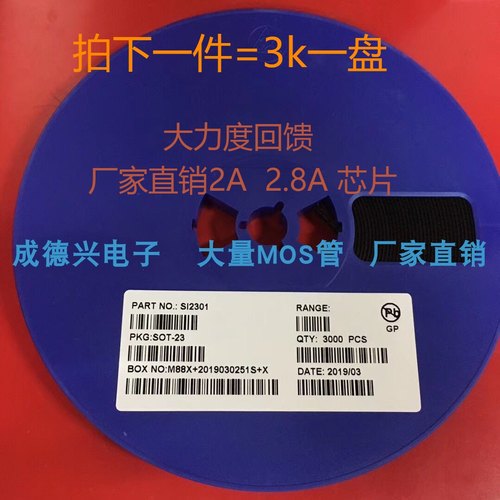 拍下一件=3k一盘
大力度回馈
厂家直销2A 2.8A 芯片
成德兴电子 大量MOS管 厂家直销
PART NO.: SI2301
RANGE:
Pb
GP
PKG:SOT-23
QTY: 3000 PCS
BOX NO:M88X+2019030251S+X
DATE: 2019/03